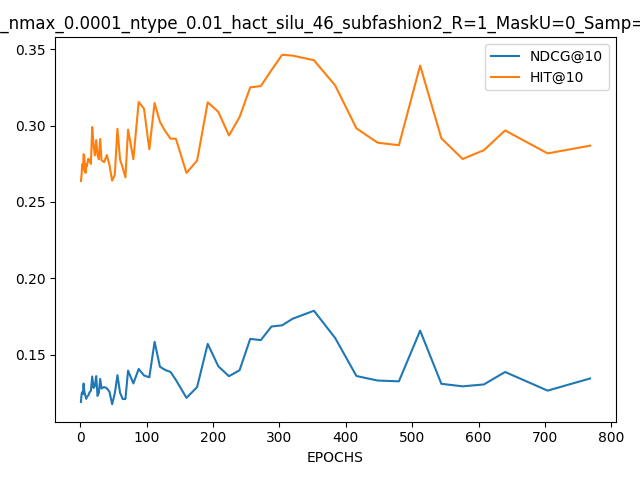 _nmax_0.0001_ntype_0.01_hact_silu_46_subfashion2_R=1_MaskU=0_Samp=
0.35
0.30
0.25
0.20
0.15
NDCG@10
HIT@10
0 100 200 300 400 500 600 700 800
EPOCHS